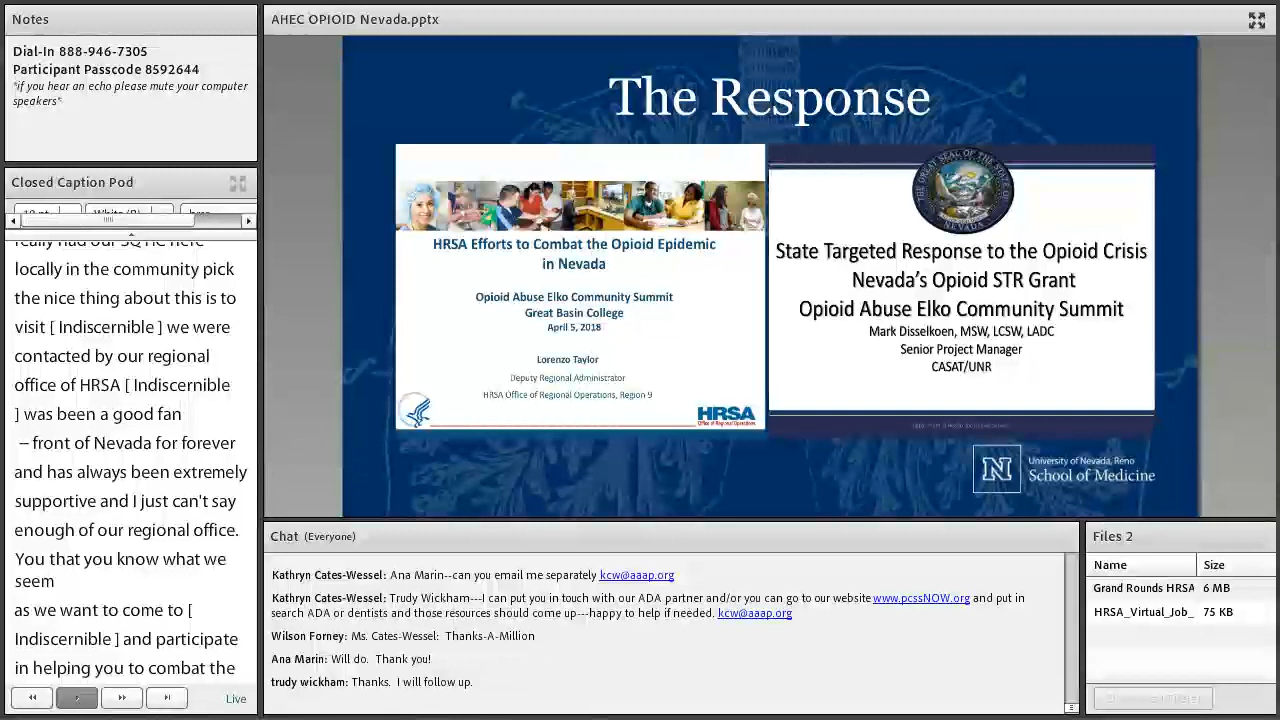 Notes
Dial-In 888-946-7305
Participant Passcode 8592644
*if you hear an echo please mute your computer
speakers*
Closed Caption Pod
locally in the community pick
the nice thing about this is to
visit [ Indiscernible ] we were
contacted by our regional
office of HRSA [ Indiscernible
] was been a good fan
– front of Nevada for forever
and has always been extremely
supportive and I just can't say
enough of our regional office.
You that you know what we
seem
as we want to come to [
Indiscernible ] and participate
in helping you to combat the
Live
AHEC OPIOID Nevada.pptx
The Response
HRSA Efforts to Combat the Opioid Epidemic
in Nevada
Opioid Abuse Elko Community Summit
Great Basin College
April 5, 2018
Lorenzo Taylor
Deputy Regional Administrator
HRSA Office of Regional Operations, Region 9
HRSA
Office of Regional Operations
THE GREAT SEAL OF THE STATE OF
NEVADA
State Targeted Response to the Opioid Crisis
Nevada's Opioid STR Grant
Opioid Abuse Elko Community Summit
Mark Disselkoen, MSW, LCSW, LADC
Senior Project Manager
CASAT/UNR
N
University of Nevada, Reno
School of Medicine
Chat (Everyone)
Kathryn Cates-Wessel: Ana Marin--can you email me separately kcw@aaap.org
Kathryn Cates-Wessel: Trudy Wickham---I can put you in touch with our ADA partner and/or you can go to our website www.pcssNOW.org and put in
search ADA or dentists and those resources should come up---happy to help if needed. kcw@aaap.org
Wilson Forney: Ms. Cates-Wessel: Thanks-A-Million
Ana Marin: Will do. Thank you!
trudy wickham: Thanks. I will follow up.
Files 2
Name Size
Grand Rounds HRSA 6 MB
HRSA_Virtual_Job_ 75 KB